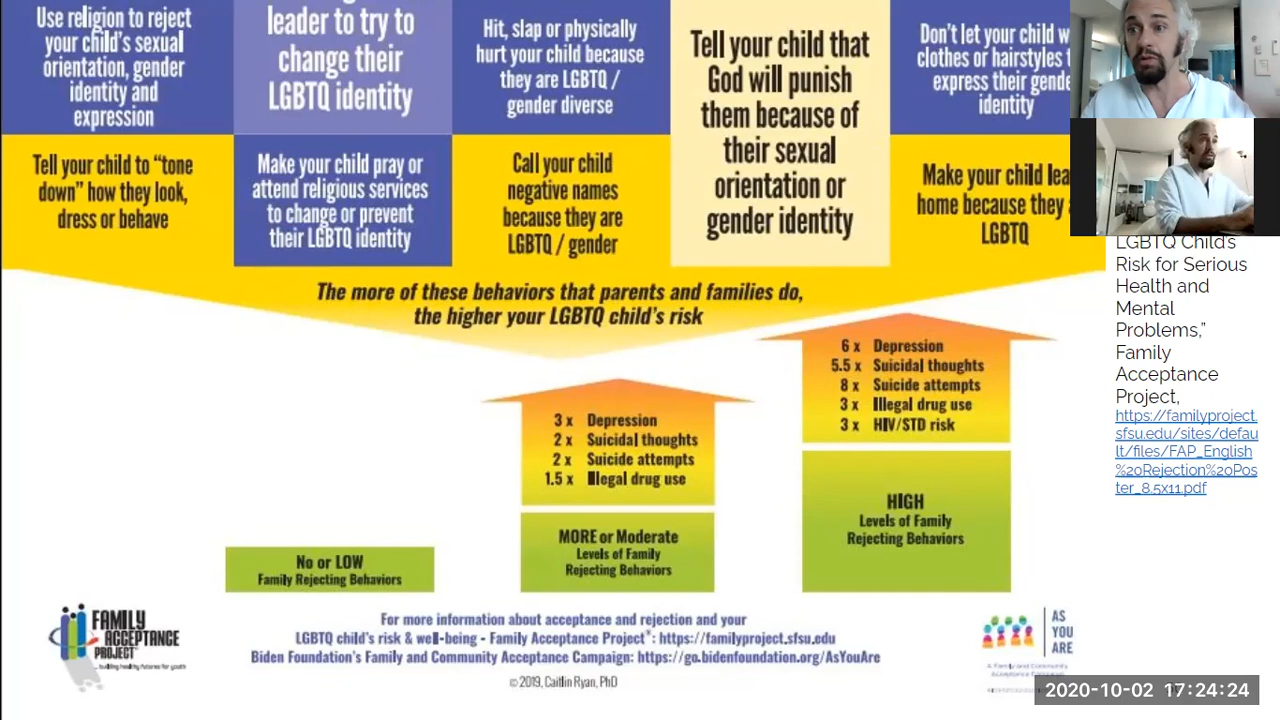 Use religion to reject
your child's sexual
orientation, gender
identity and
expression
leader to try to
change their
LGBTQ identity
Hit, slap or physically
hurt your child because
they are LGBTQ /
gender diverse
Tell your child that
God will punish
them because of
their sexual
orientation or
gender identity
Don't let your child w
clothes or hairstyles t
express their gende
identity
Tell your child to “tone
down” how they look,
dress or behave
Make your child pray or
attend religious services
to change or prevent
their LGBTQ identity
Call your child
negative names
because they are
LGBTQ / gender
Make your child lea
home because they
LGBTQ
The more of these behaviors that parents and families do,
the higher your LGBTQ child's risk
LGBTQ Child's
Risk for Serious
Health and
Mental
Problems,”
Family
Acceptance
Project,
https://familyproject.
sfsu.edu/sites/defau
lt/files/FAP_English
%20Rejection%20Pos
ter_8.5x11.pdf
3 x Depression
2 x Suicidal thoughts
2 x Suicide attempts
1.5 x Illegal drug use
6 x Depression
5.5 x Suicidal thoughts
8 x Suicide attempts
3 x Illegal drug use
3 x HIV/STD risk
No or LOW
Family Rejecting Behaviors
MORE or Moderate
Levels of Family
Rejecting Behaviors
HIGH
Levels of Family
Rejecting Behaviors
FAMILY
ACCEPTANCE
PROJECT
building healthy futures for youth
For more information about acceptance and rejection and your
LGBTQ child's risk & well-being - Family Acceptance Project®: https://familyproject.sfsu.edu
Biden Foundation's Family and Community Acceptance Campaign: https://go.bidenfoundation.org/AsYouAre
© 2019, Caitlin Ryan, PhD
AS
YOU
ARE
A Family and Community
Acceptance Campaign
2020-10-02 17:24:24